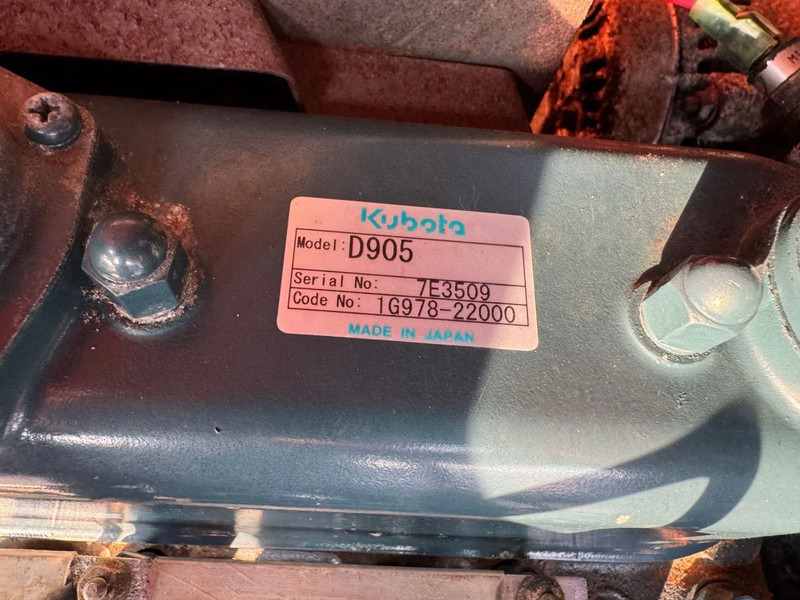 Kubota
Model: D905
Serial No: 7E3509
Code No: 1G978-22000
MADE IN JAPAN